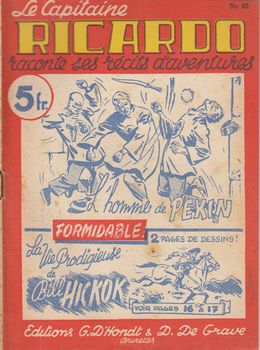 Le Capitaine
No 82
RICARDO
raconte ses récits d'aventures
5 fr.
L'homme de PEKIN
FORMIDABLE
2 PAGES DE DESSINS!
La Vie Prodigieuse
de
Bill HICKOK
VOIR PAGES 16 & 17
Editions G. D'Hondt & D. De Grave
Bruxelles